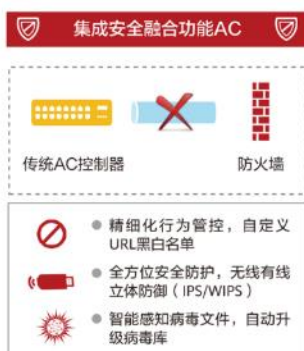 集成安全融合功能AC
传统AC控制器 防火墙
精细化行为管控，自定义
URL黑白名单
全方位安全防护，无线有线
立体防御（IPS/WIPS）
智能感知病毒文件，自动升
级病毒库